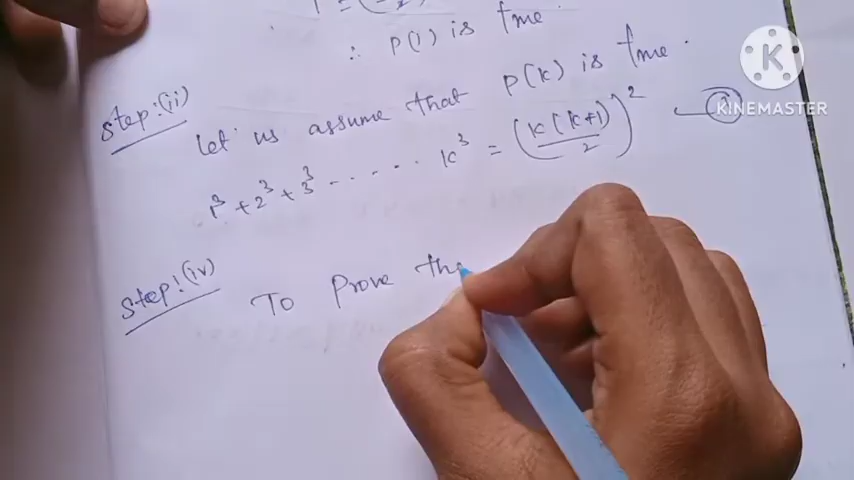 ∴ P(1) is true.
Step:(ii)
Let us assume that P(k) is true.
1³ + 2³ + 3³ ...... k³ = (k(k+1)/2)²
Step:(iv)
To Prove tha
K
KINEMASTER